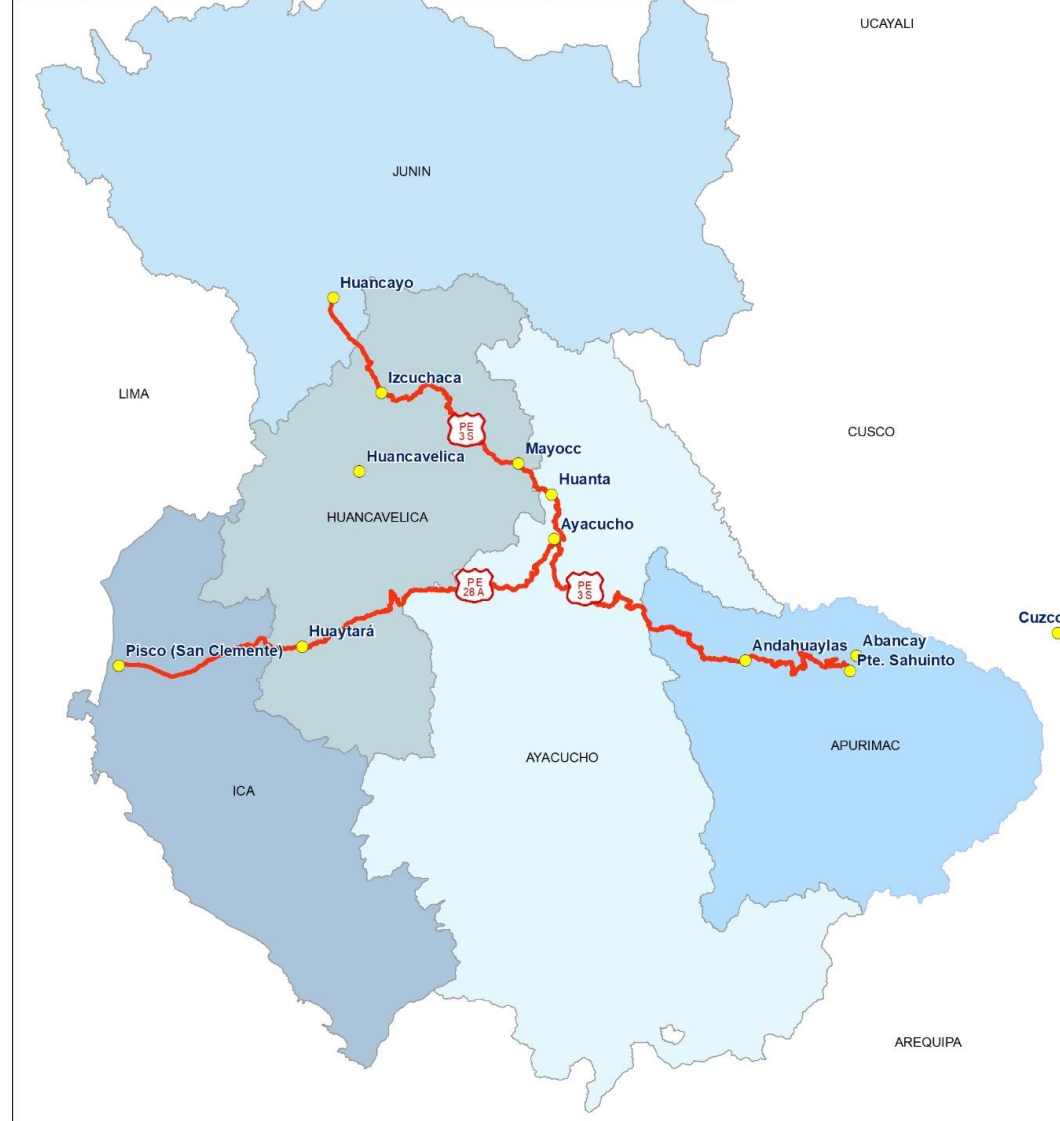 UCAYALI
JUNIN
Huancayo
LIMA
Izcuchaca
PE
3 S
CUSCO
Mayocc
Huancavelica
Huanta
HUANCAVELICA
Ayacucho
PE
28 A
PE
3 S
Cuzco
Huaytará
Pisco (San Clemente)
Andahuaylas
Abancay
Pte. Sahuinto
APURIMAC
AYACUCHO
ICA
AREQUIPA